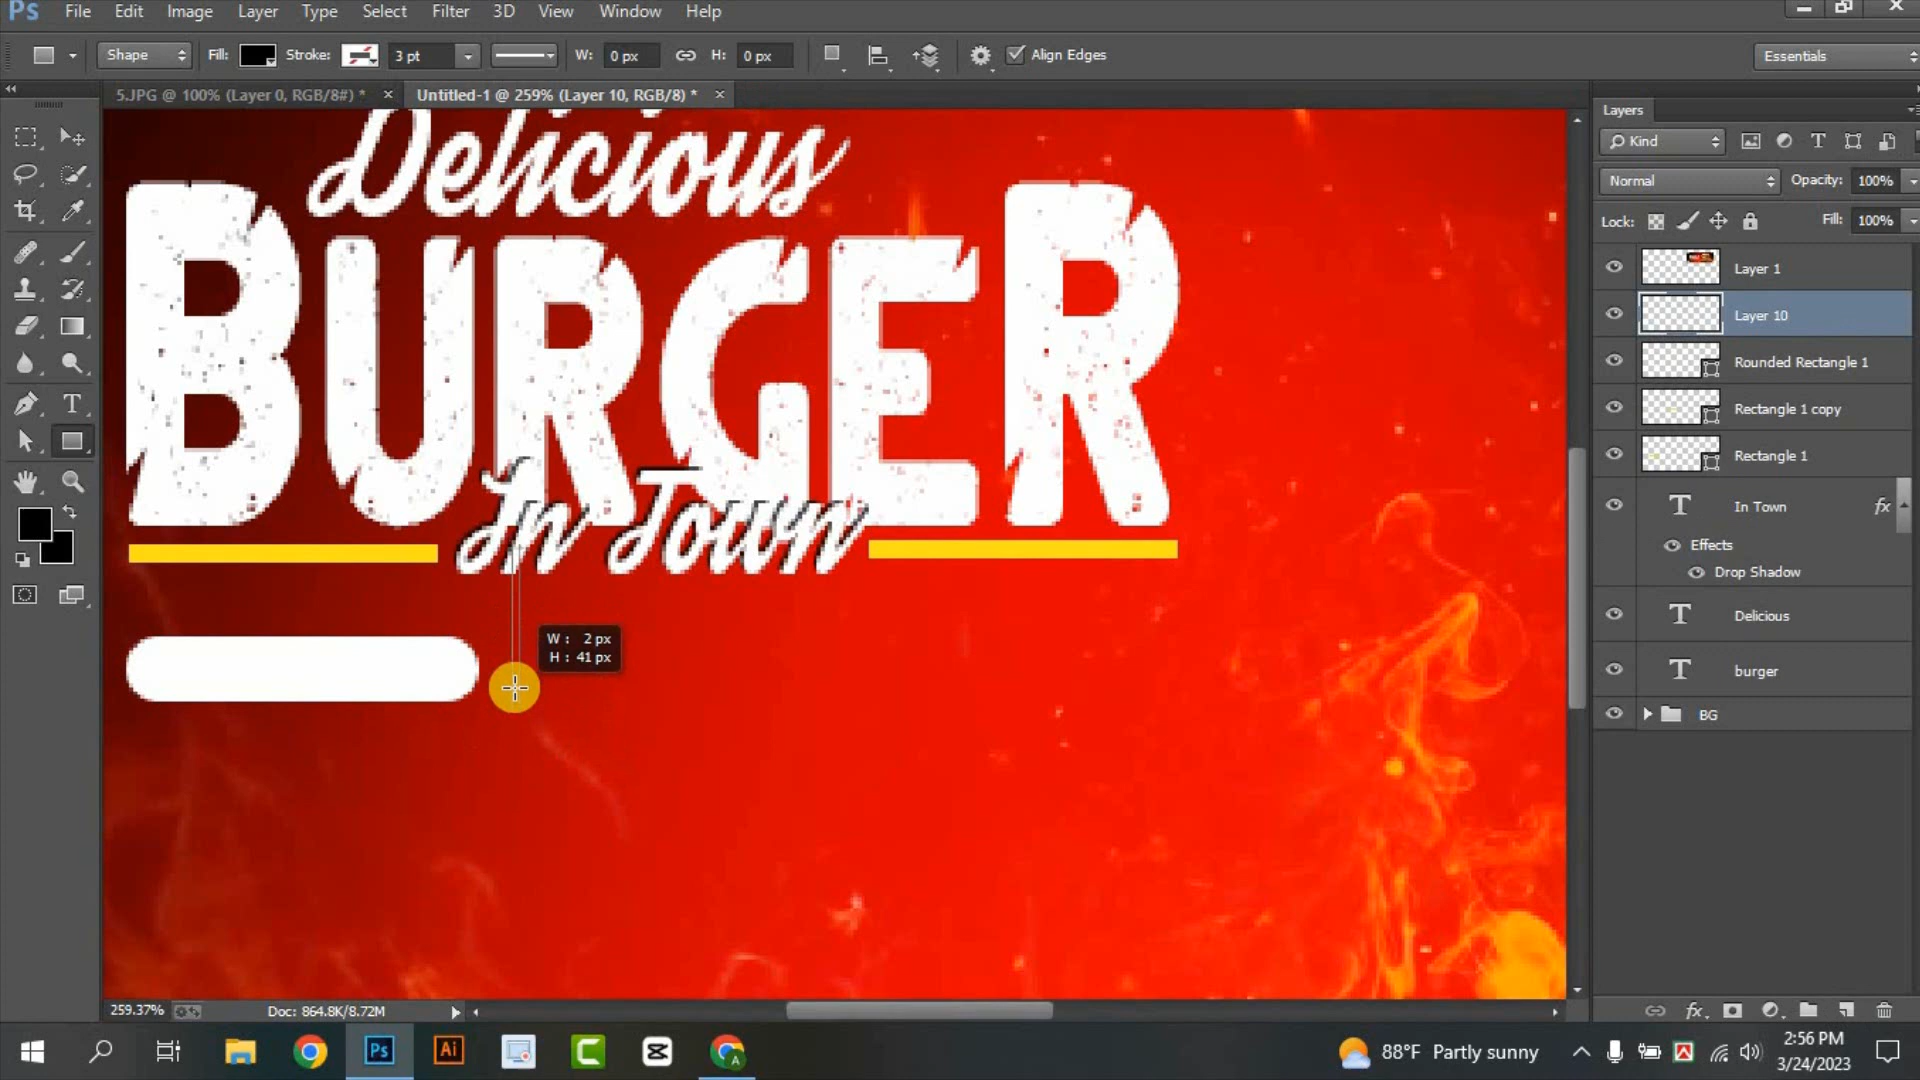 Ps File Edit Image Layer Type Select Filter 3D View Window Help
Shape Fill: Stroke: 3 pt W: 0 px H: 0 px Align Edges Essentials
5.JPG @ 100% (Layer 0, RGB/8#) * × Untitled-1 @ 259% (Layer 10, RGB/8) * ×
Delicious
BURGER
In Town
W : 2 px
H : 41 px
Layers
Kind
Normal Opacity: 100%
Lock: Fill: 100%
Layer 1
Layer 10
Rounded Rectangle 1
Rectangle 1 copy
Rectangle 1
T In Town fx
Effects
Drop Shadow
T Delicious
T burger
BG
259.37% Doc: 864.8K/8.72M
Ps Ai C A 88°F Partly sunny
2:56 PM
3/24/2023